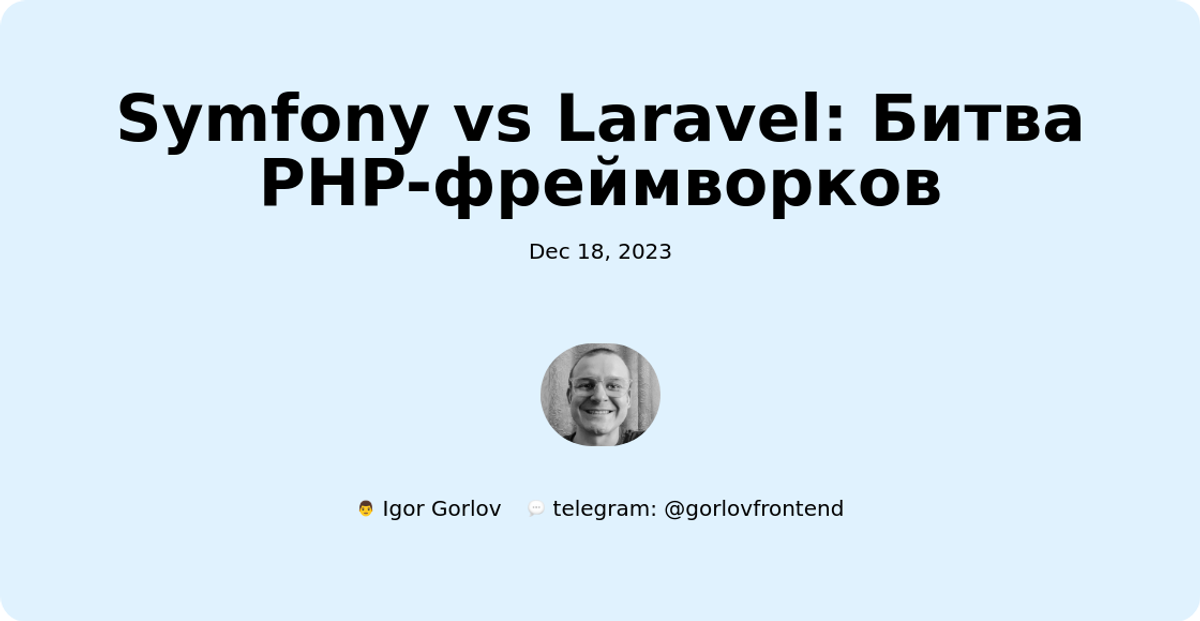 Symfony vs Laravel: Битва
PHP-фреймворков
Dec 18, 2023
👨 Igor Gorlov 💬 telegram: @gorlovfrontend